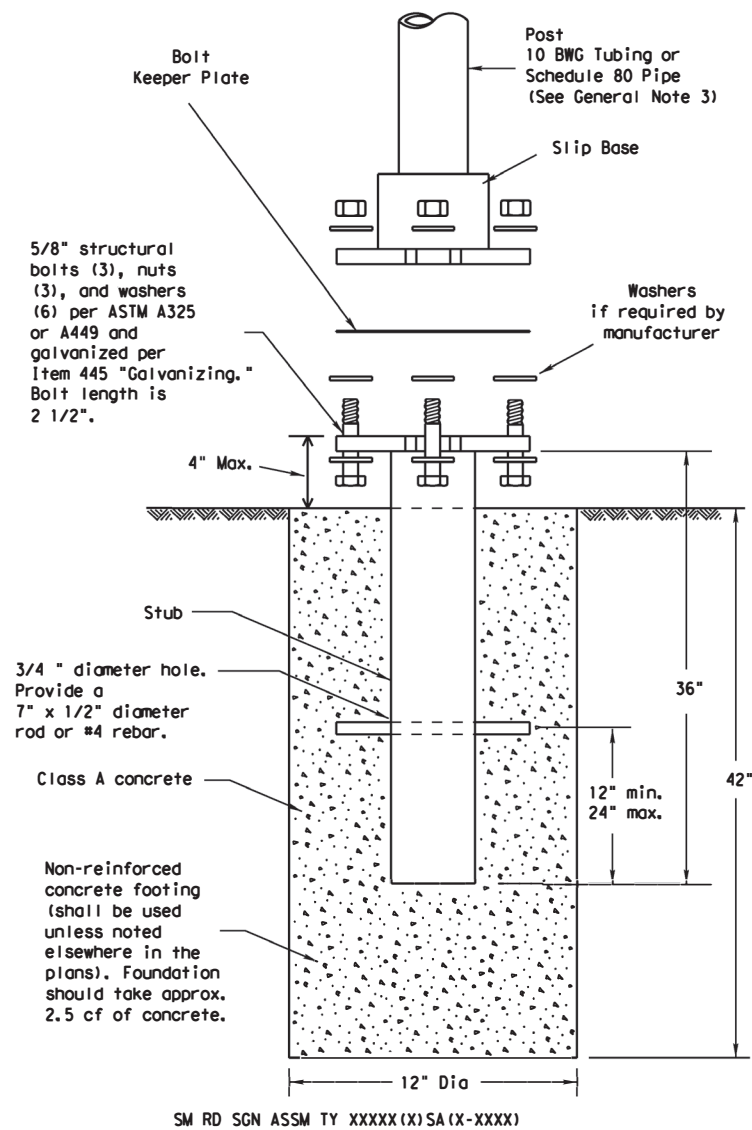 Bolt
Keeper Plate
Post
10 BWG Tubing or
Schedule 80 Pipe
(See General Note 3)
Slip Base
5/8" structural
bolts (3), nuts
(3), and washers
(6) per ASTM A325
or A449 and
galvanized per
Item 445 "Galvanizing."
Bolt length is
2 1/2".
Washers
if required by
manufacturer
4" Max.
Stub
3/4 " diameter hole.
Provide a
7" x 1/2" diameter
rod or #4 rebar.
36"
Class A concrete
12" min.
24" max.
42"
Non-reinforced
concrete footing
(shall be used
unless noted
elsewhere in the
plans). Foundation
should take approx.
2.5 cf of concrete.
12" Dia
SM RD SGN ASSM TY XXXXX(X)SA(X-XXXX)